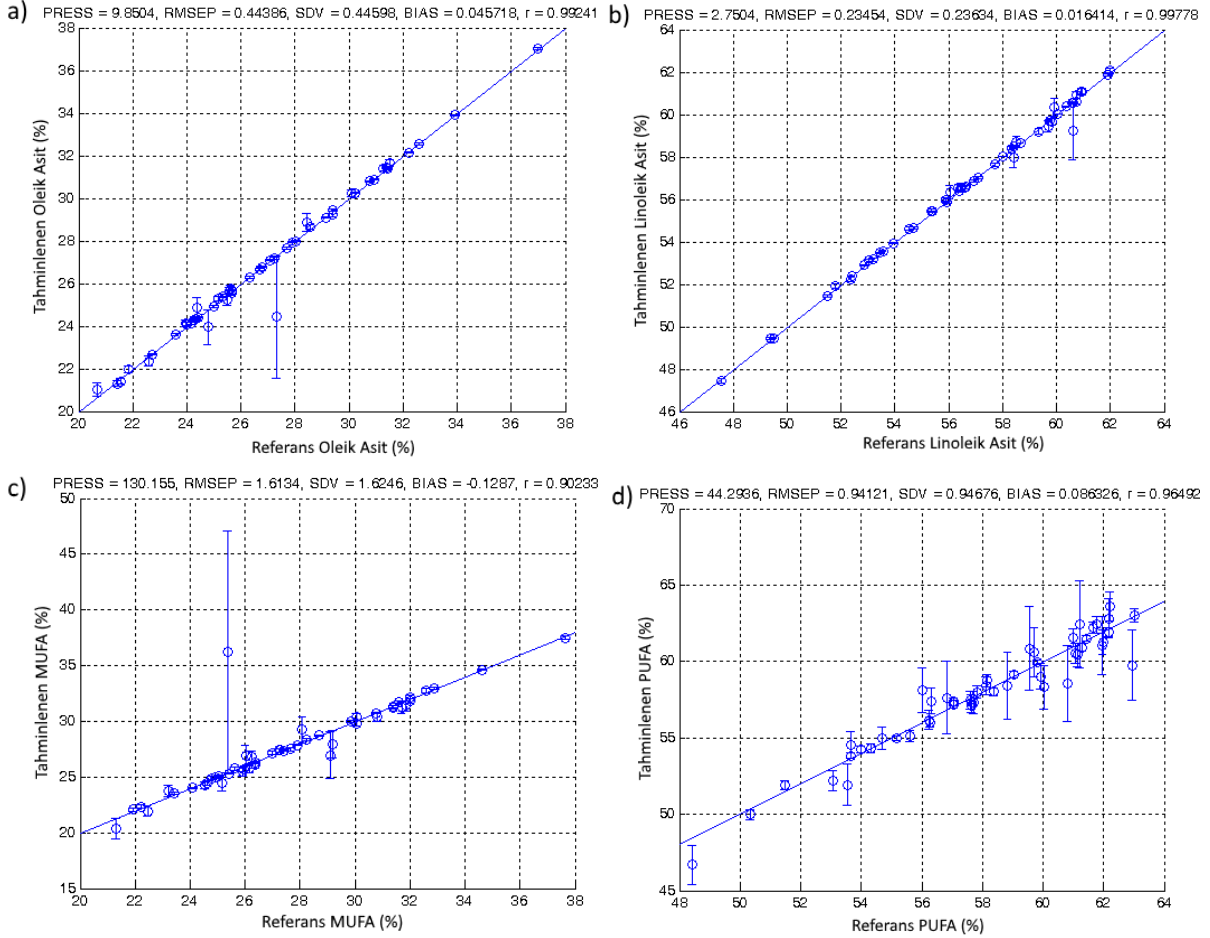 a)
PRESS = 9.8504, RMSEP = 0.44386, SDV = 0.44598, BIAS = 0.045718, r = 0.99241
38
36
34
32
30
28
26
24
22
20
Tahminlenen Oleik Asit (%)
20 22 24 26 28 30 32 34 36 38
Referans Oleik Asit (%)
b)
PRESS = 2.7504, RMSEP = 0.23454, SDV = 0.23634, BIAS = 0.016414, r = 0.99778
64
62
60
58
56
54
52
50
48
46
Tahminlenen Linoleik Asit (%)
46 48 50 52 54 56 58 60 62 64
Referans Linoleik Asit (%)
c)
PRESS = 130.155, RMSEP = 1.6134, SDV = 1.6246, BIAS = -0.1287, r = 0.90233
50
45
40
35
30
25
20
15
Tahminlenen MUFA (%)
20 22 24 26 28 30 32 34 36 38
Referans MUFA (%)
d)
PRESS = 44.2936, RMSEP = 0.94121, SDV = 0.94676, BIAS = 0.086326, r = 0.96492
70
65
60
55
50
45
Tahminlenen PUFA (%)
48 50 52 54 56 58 60 62 64
Referans PUFA (%)